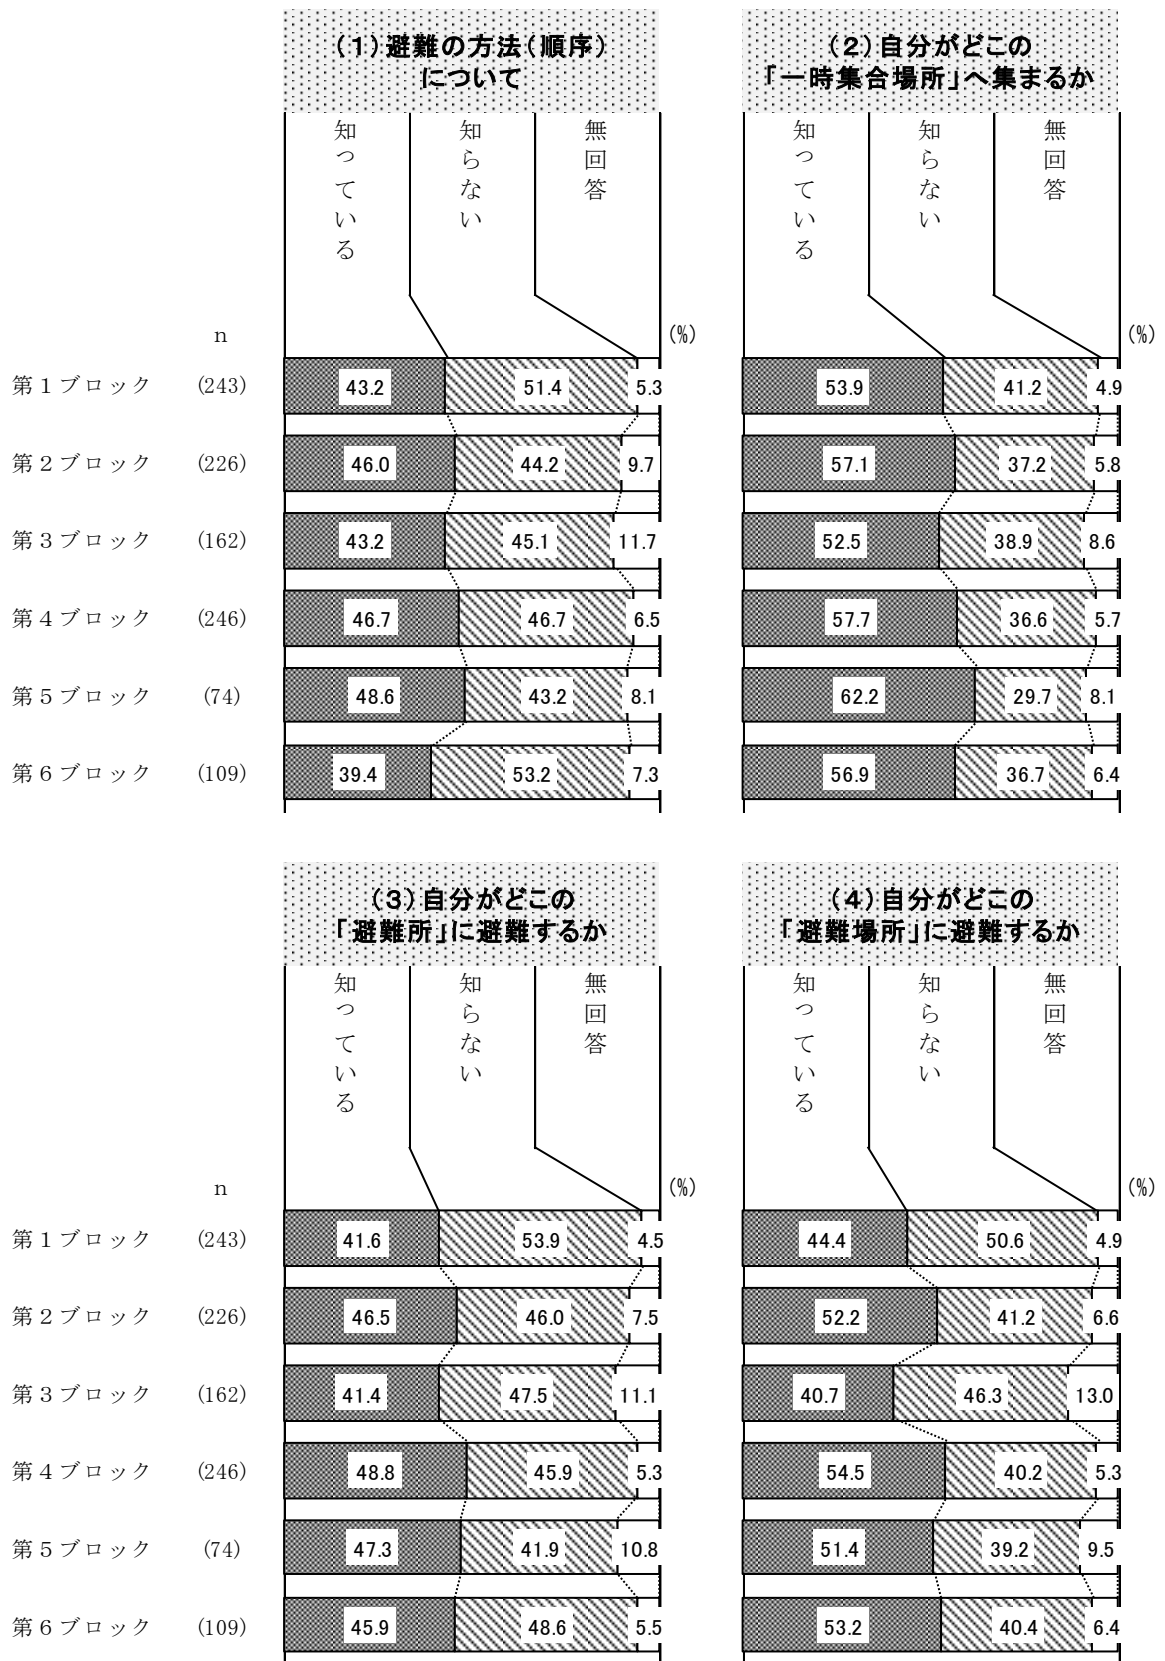 (1)避難の方法(順序)
について
(2)自分がどこの
「一時集合場所」へ集まるか
知っている
知らない
無回答
知っている
知らない
無回答
n
(%)
(%)
第1ブロック (243) 43.2 51.4 5.3 53.9 41.2 4.9
第2ブロック (226) 46.0 44.2 9.7 57.1 37.2 5.8
第3ブロック (162) 43.2 45.1 11.7 52.5 38.9 8.6
第4ブロック (246) 46.7 46.7 6.5 57.7 36.6 5.7
第5ブロック (74) 48.6 43.2 8.1 62.2 29.7 8.1
第6ブロック (109) 39.4 53.2 7.3 56.9 36.7 6.4
(3)自分がどこの
「避難所」に避難するか
(4)自分がどこの
「避難場所」に避難するか
知っている
知らない
無回答
知っている
知らない
無回答
n
(%)
(%)
第1ブロック (243) 41.6 53.9 4.5 44.4 50.6 4.9
第2ブロック (226) 46.5 46.0 7.5 52.2 41.2 6.6
第3ブロック (162) 41.4 47.5 11.1 40.7 46.3 13.0
第4ブロック (246) 48.8 45.9 5.3 54.5 40.2 5.3
第5ブロック (74) 47.3 41.9 10.8 51.4 39.2 9.5
第6ブロック (109) 45.9 48.6 5.5 53.2 40.4 6.4